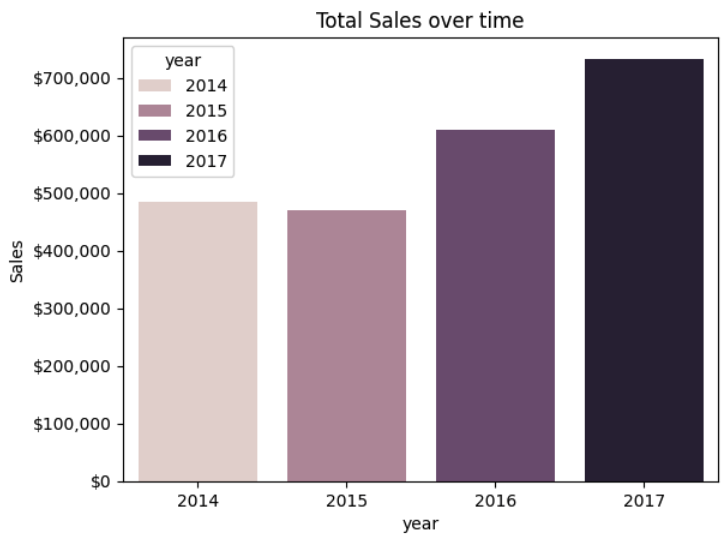 Total Sales over time
year
2014
2015
2016
2017
$700,000
$600,000
$500,000
$400,000
$300,000
$200,000
$100,000
$0
Sales
2014 2015 2016 2017
year